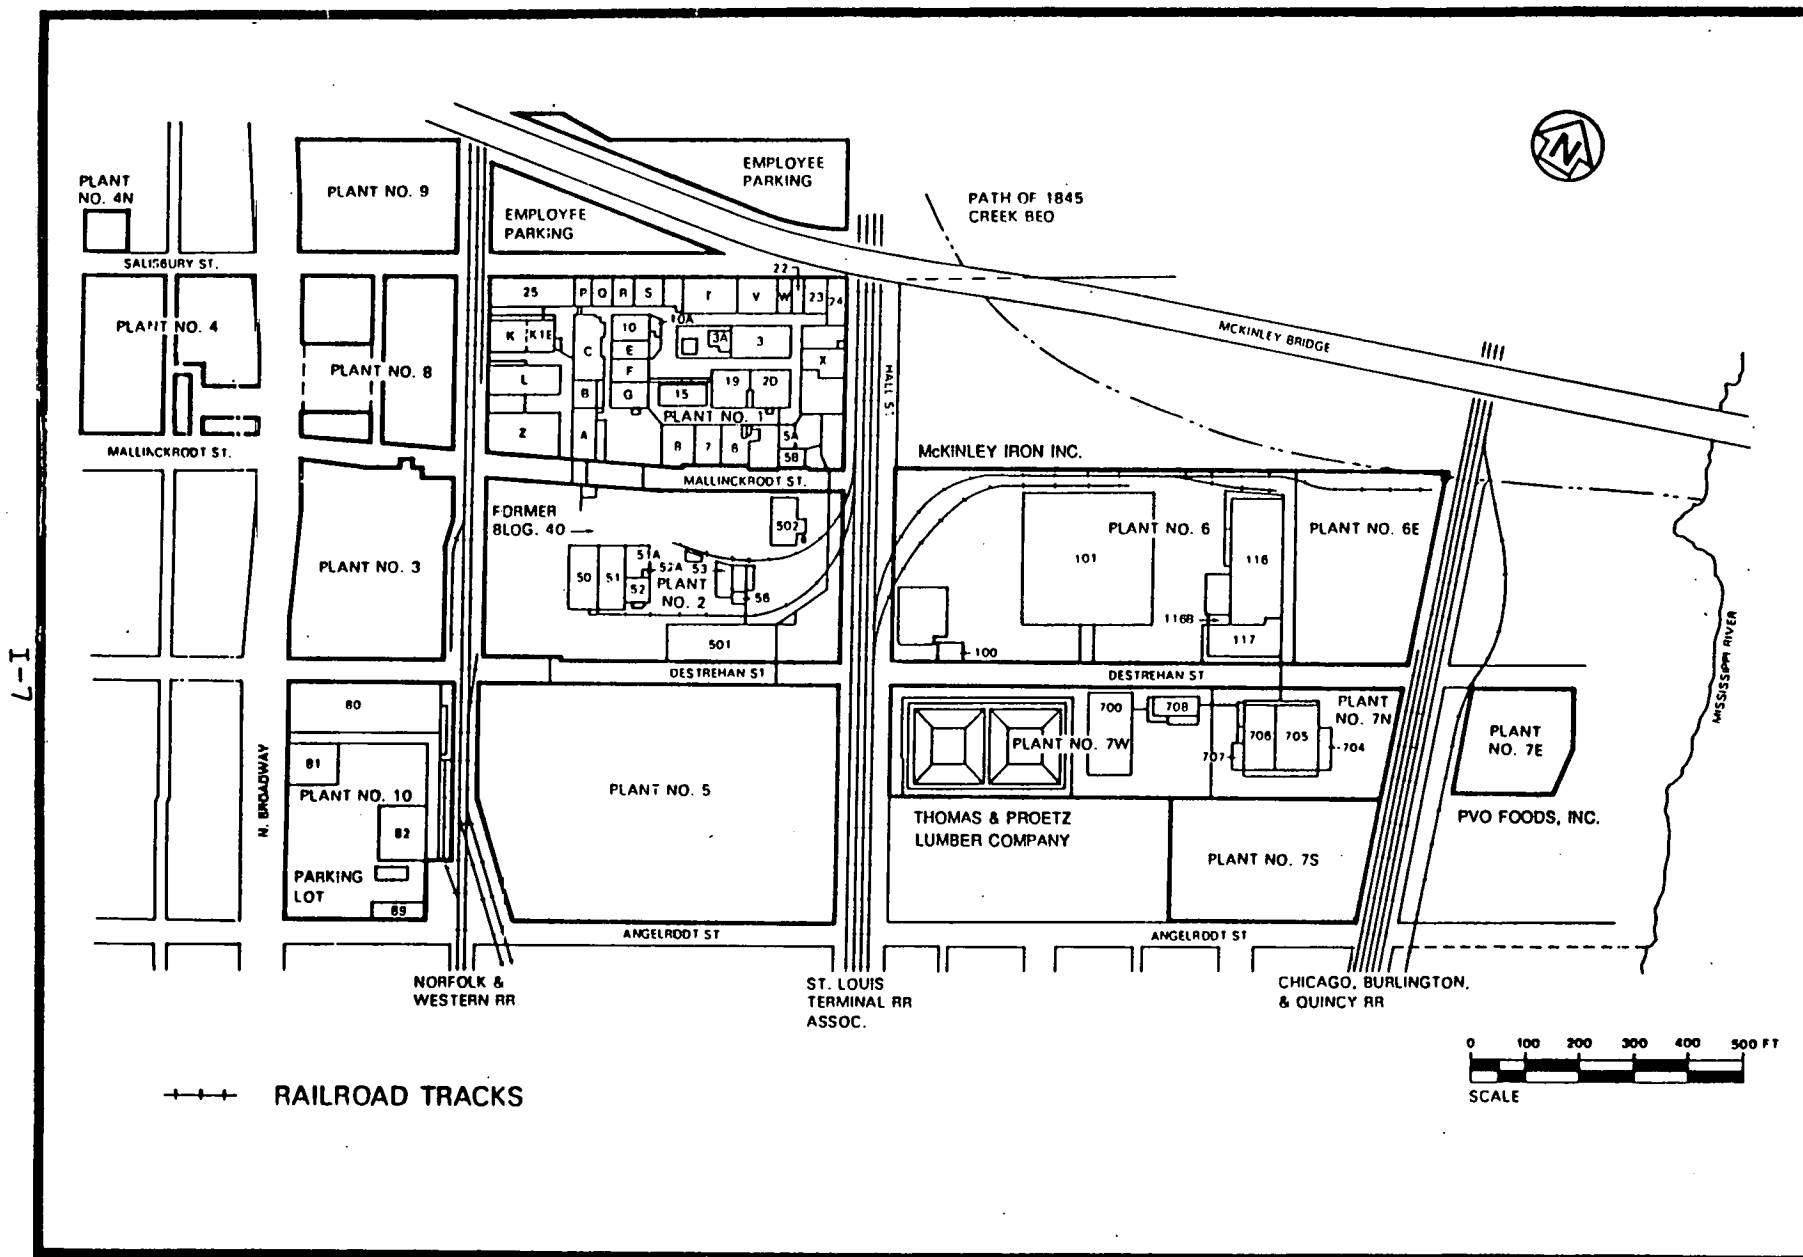 N
EMPLOYEE
PARKING
PLANT
NO. 4N
PLANT NO. 9
PATH OF 1845
CREEK BED
EMPLOYEE
PARKING
SALISBURY ST.
22
25
P
Q
R
S
T
V
W
23
24
PLANT NO. 4
K
K1E
10
10A
C
3A
3
E
MCKINLEY BRIDGE
X
F
L
PLANT NO. 8
19
20
HALL ST
B
G
15
PLANT NO. 1
Z
A
8
7
6
5A
5B
MALLINCKRODT ST.
McKINLEY IRON INC.
MALLINCKRODT ST.
FORMER
BLDG. 40
502
PLANT NO. 6
PLANT NO. 6E
PLANT NO. 3
50
51
51A
52A
53
52
PLANT
NO. 2
56
101
116
116B
117
501
100
I-7
MISSISSIPPI RIVER
DESTREHAN ST
DESTREHAN ST
80
N. BROADWAY
81
PLANT NO. 10
82
PARKING
LOT
89
PLANT NO. 5
700
708
PLANT
NO. 7N
PLANT NO. 7W
706
705
704
707
PLANT
NO. 7E
THOMAS & PROETZ
LUMBER COMPANY
PVO FOODS, INC.
PLANT NO. 7S
ANGELRODT ST
ANGELRODT ST
NORFOLK &
WESTERN RR
ST. LOUIS
TERMINAL RR
ASSOC.
CHICAGO, BURLINGTON,
& QUINCY RR
0 100 200 300 400 500 FT
SCALE
RAILROAD TRACKS